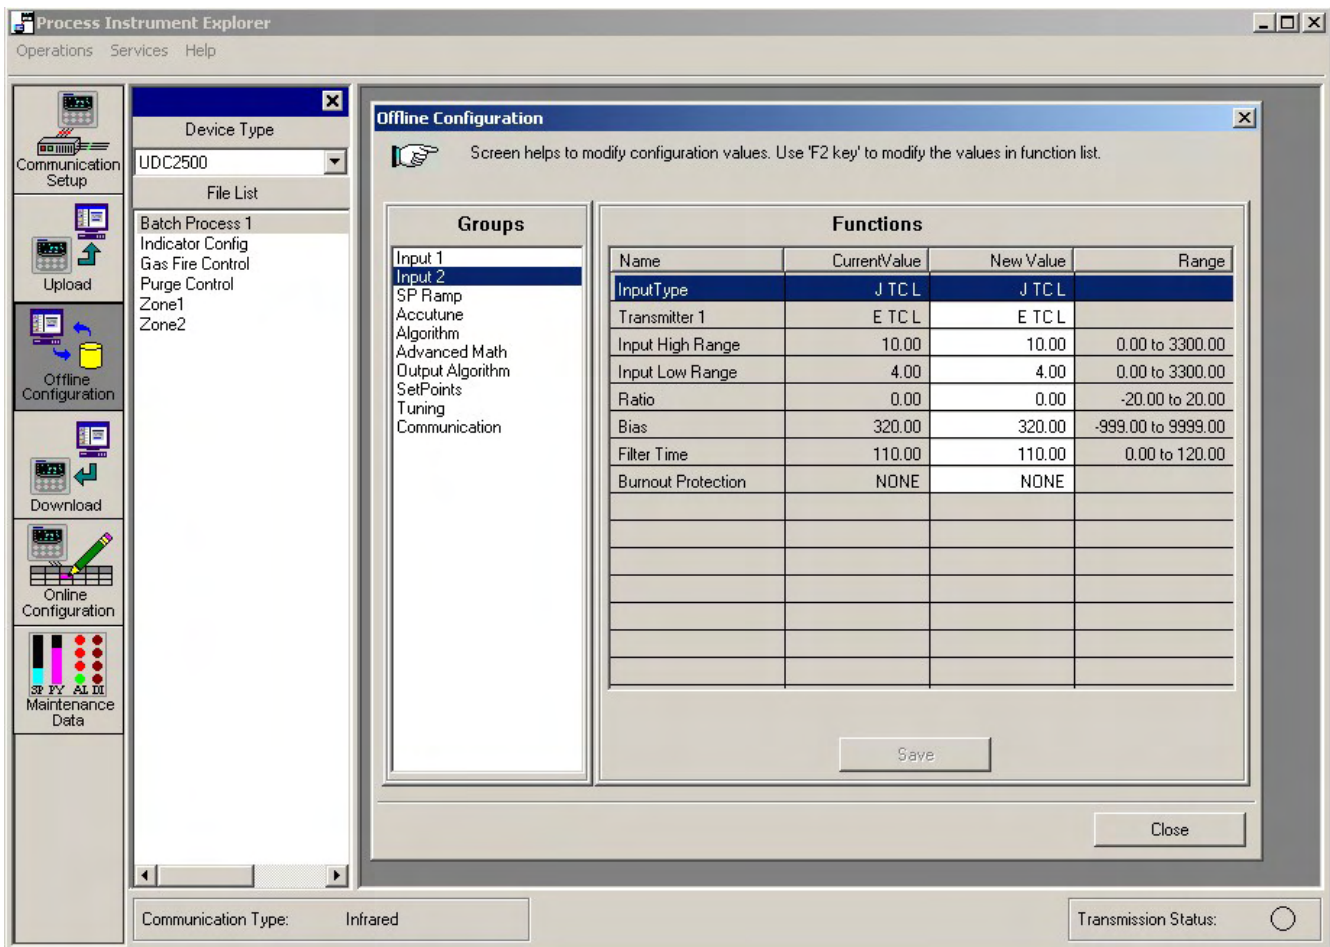 Process Instrument Explorer
Operations Services Help
Communication
Setup
Upload
Offline
Configuration
Download
Online
Configuration
SP PY AL DI
Maintenance
Data
Device Type
UDC2500
File List
Batch Process 1
Indicator Config
Gas Fire Control
Purge Control
Zone1
Zone2
Offline Configuration
Screen helps to modify configuration values. Use 'F2 key' to modify the values in function list.
Groups
Input 1
Input 2
SP Ramp
Accutune
Algorithm
Advanced Math
Output Algorithm
SetPoints
Tuning
Communication
Functions
Name CurrentValue New Value Range
InputType J TC L J TC L
Transmitter 1 E TC L E TC L
Input High Range 10.00 10.00 0.00 to 3300.00
Input Low Range 4.00 4.00 0.00 to 3300.00
Ratio 0.00 0.00 -20.00 to 20.00
Bias 320.00 320.00 -999.00 to 9999.00
Filter Time 110.00 110.00 0.00 to 120.00
Burnout Protection NONE NONE
Save
Close
Communication Type: Infrared
Transmission Status: